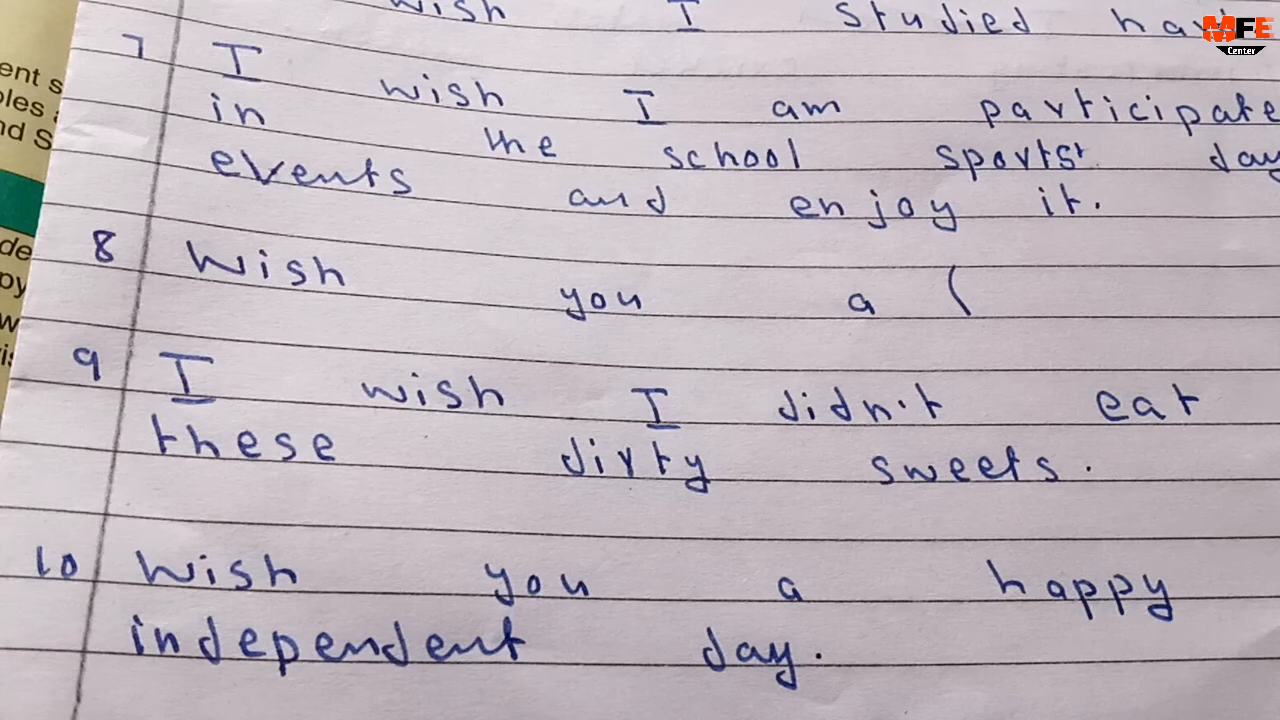 wish I studied
MFE
Center
7 I wish I am participate
in the school sports day
events and enjoy it.
8 Wish you a (
9 I wish I didn't eat
these dirty sweets.
10 Wish you a happy
independent day.